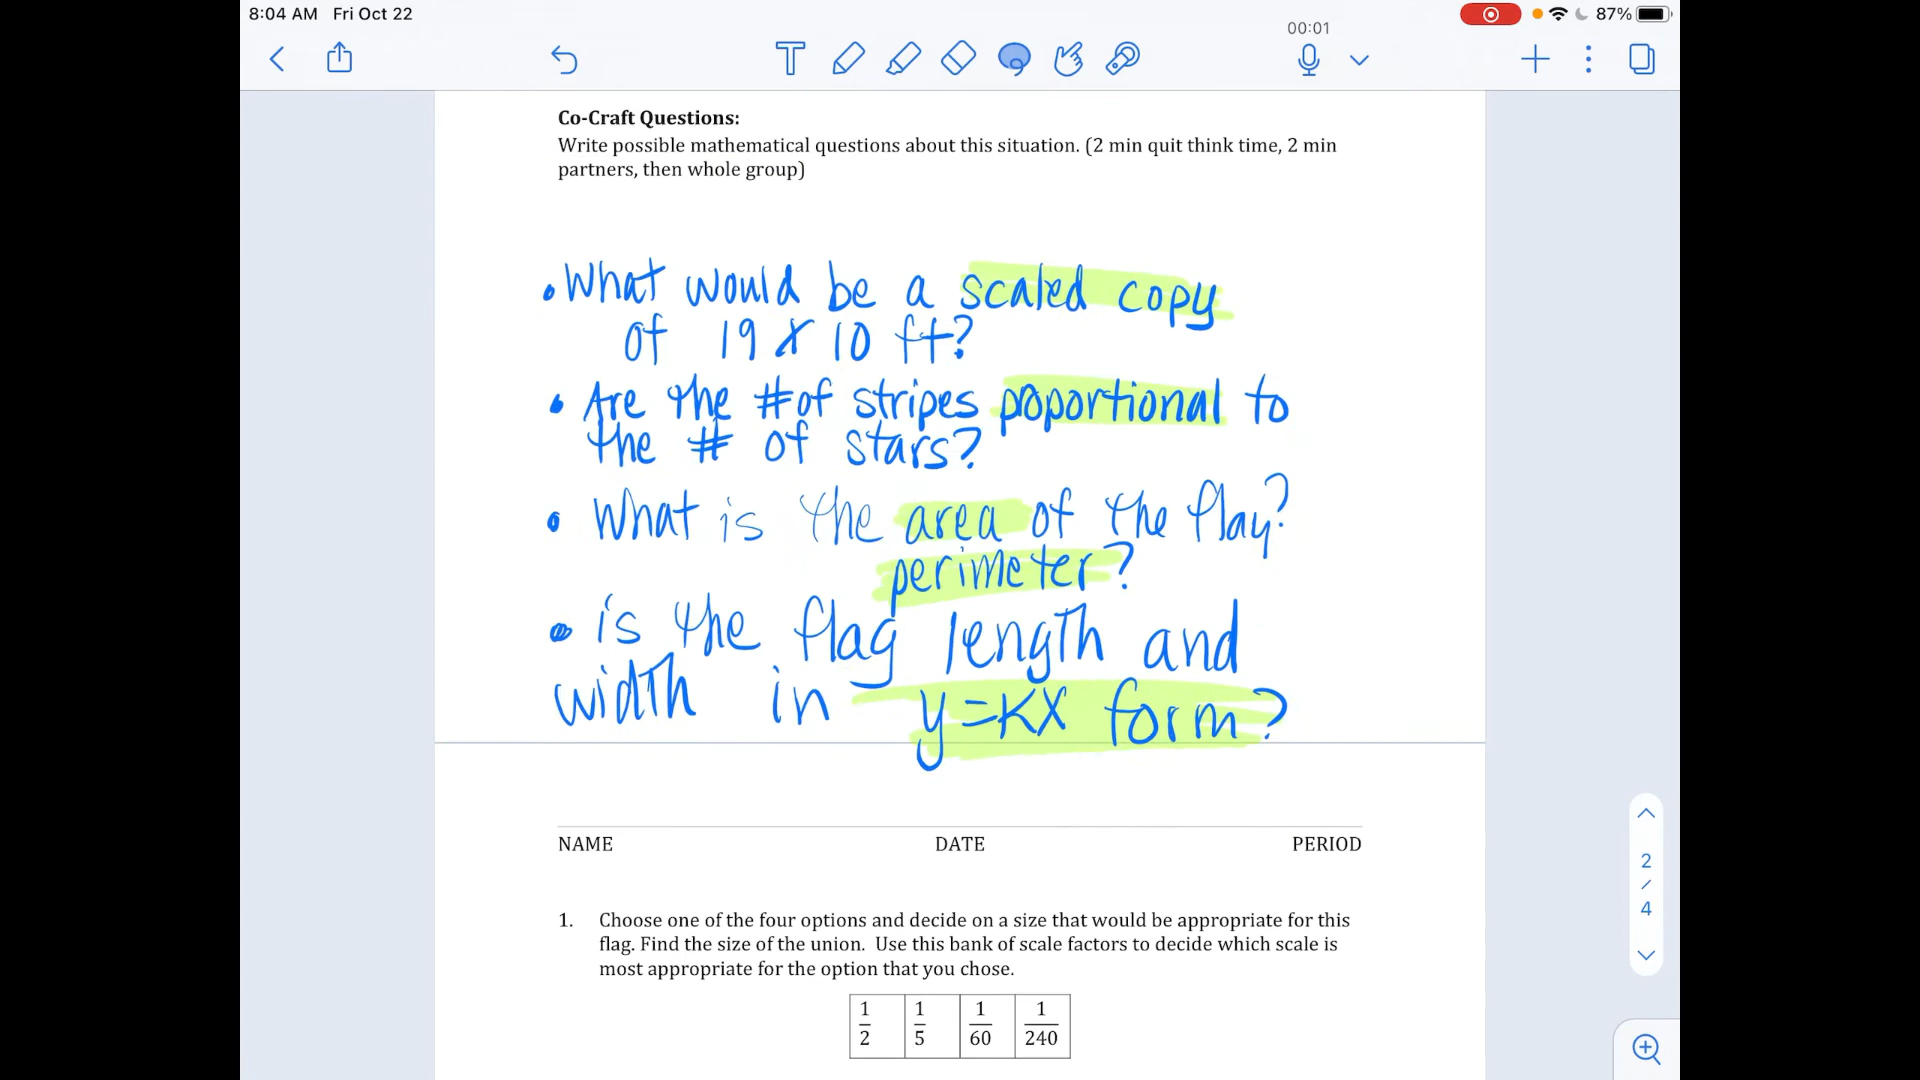 8:04 AM Fri Oct 22
87%
00:01
Co-Craft Questions:
Write possible mathematical questions about this situation. (2 min quit think time, 2 min
partners, then whole group)
• What would be a scaled copy
of 19 x 10 ft?
• Are the # of stripes proportional to
the # of stars?
• What is the area of the flay?
perimeter?
• is the flag length and
width in y=KX form?
NAME DATE PERIOD
1. Choose one of the four options and decide on a size that would be appropriate for this
flag. Find the size of the union. Use this bank of scale factors to decide which scale is
most appropriate for the option that you chose.
1/2 1/5 1/60 1/240
2
/
4